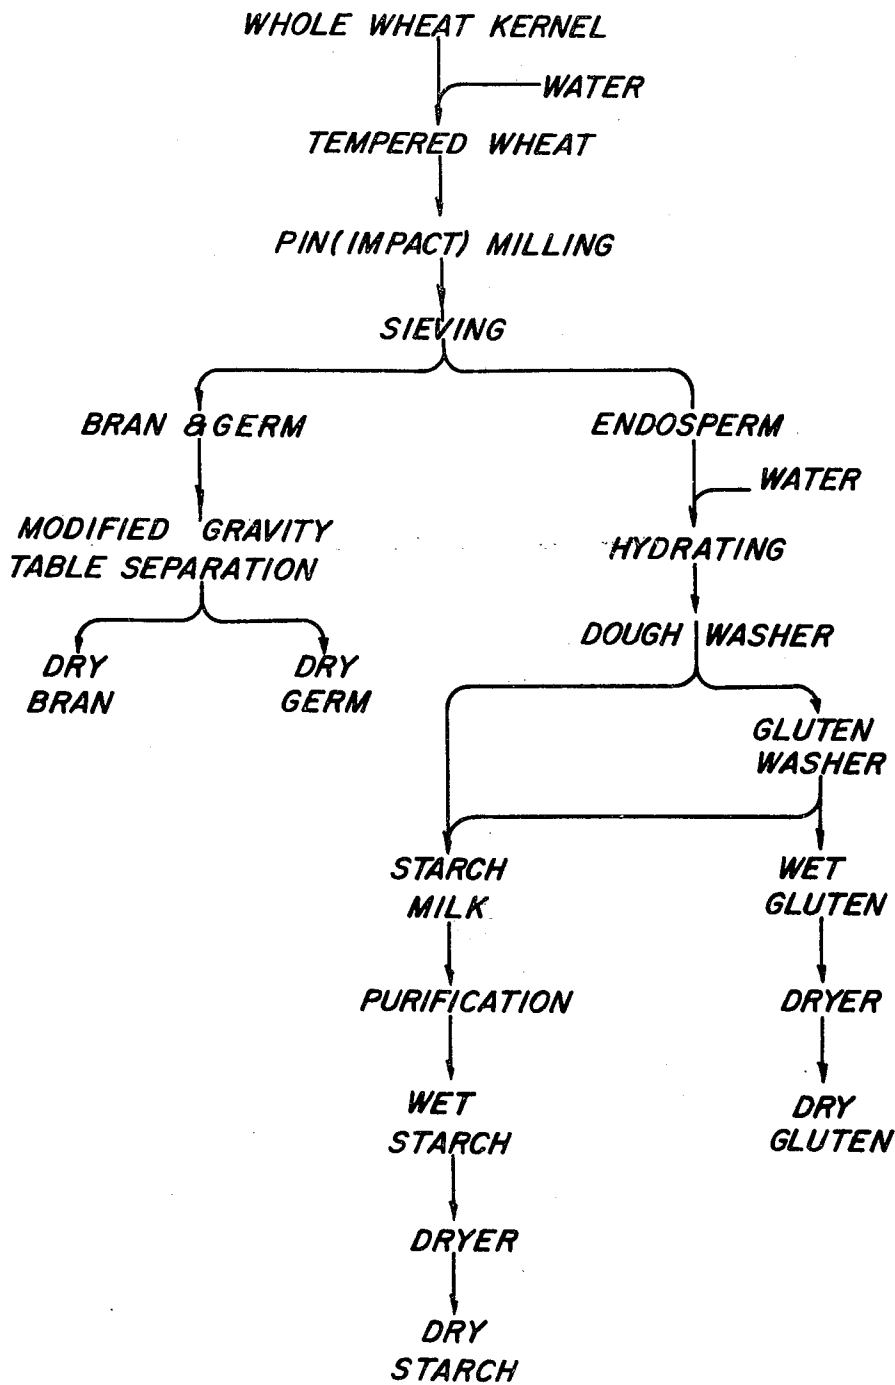 WHOLE WHEAT KERNEL
WATER
TEMPERED WHEAT
PIN(IMPACT) MILLING
SIEVING
BRAN & GERM
ENDOSPERM
WATER
MODIFIED GRAVITY
TABLE SEPARATION
HYDRATING
DOUGH WASHER
DRY
BRAN
DRY
GERM
GLUTEN
WASHER
STARCH
MILK
WET
GLUTEN
PURIFICATION
DRYER
WET
STARCH
DRY
GLUTEN
DRYER
DRY
STARCH